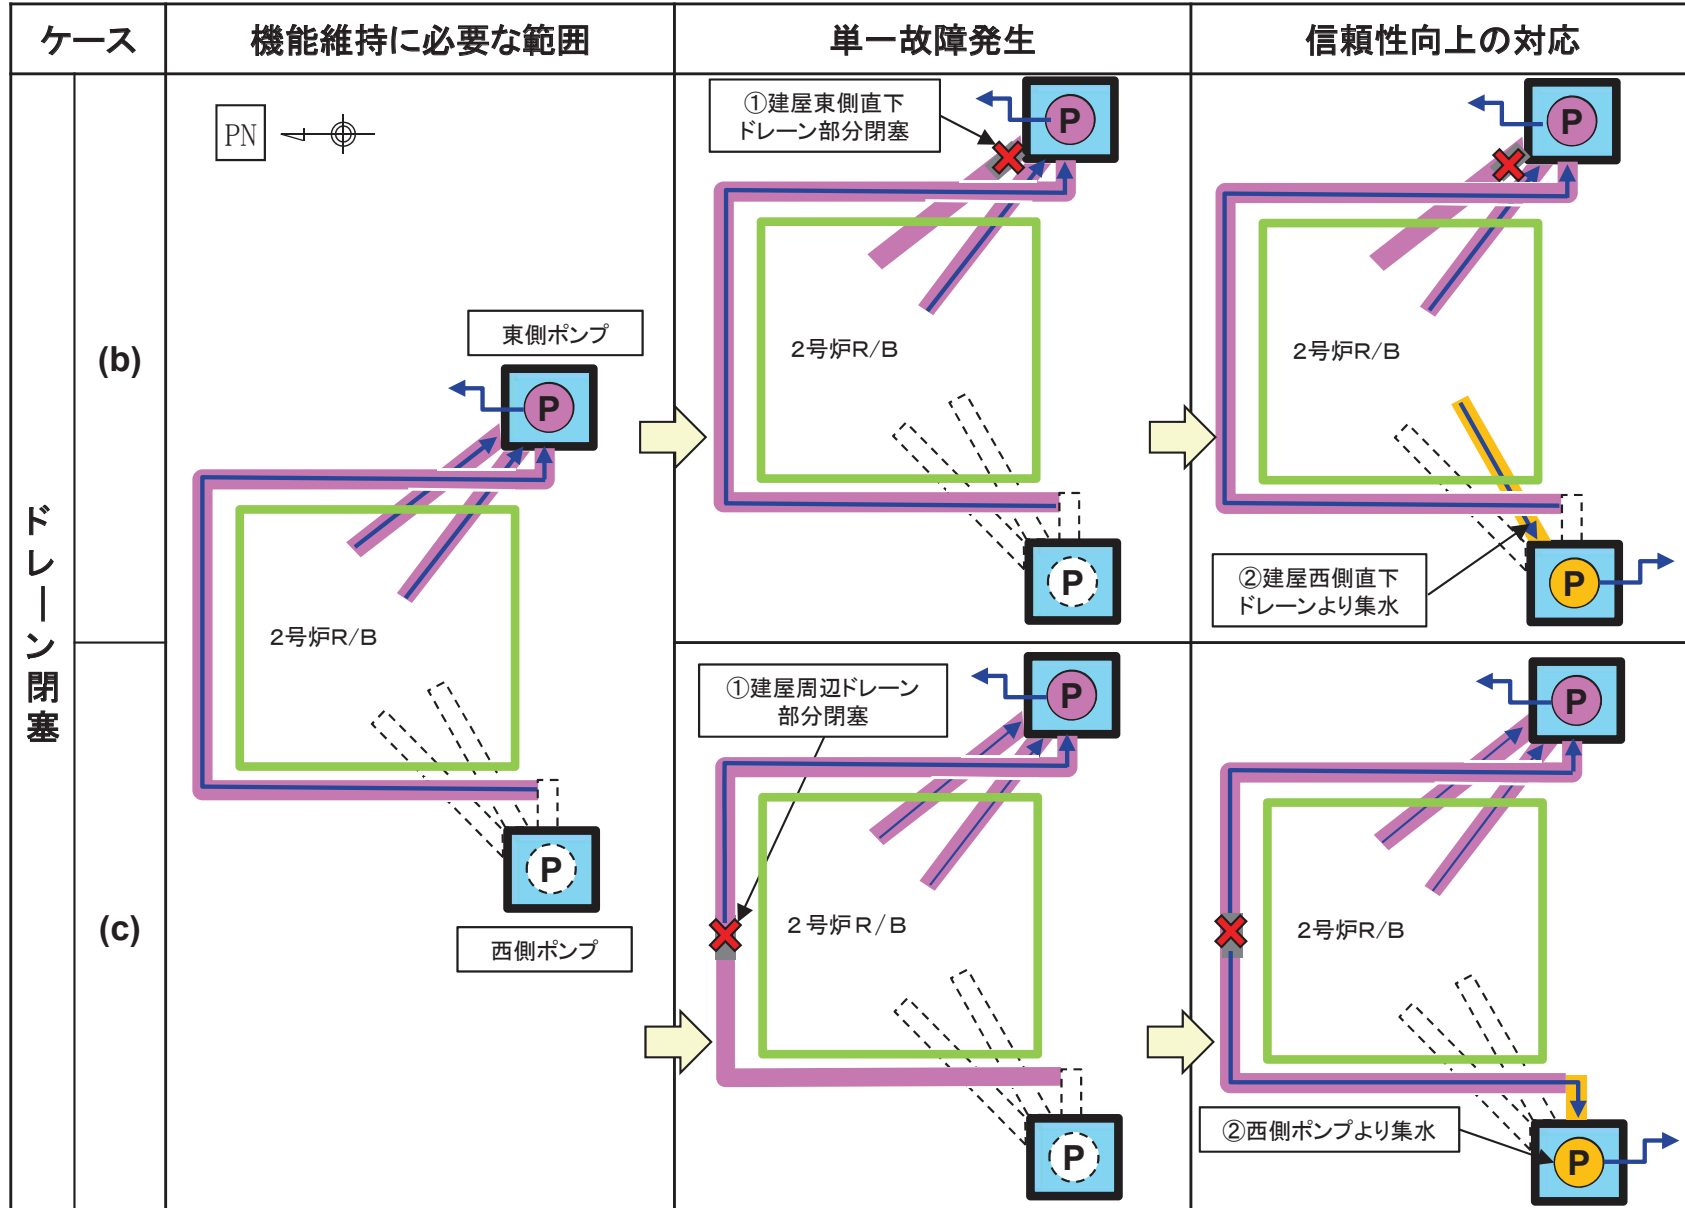 ケース
機能維持に必要な範囲
単一故障発生
信頼性向上の対応
ドレーン閉塞
(b)
PN
東側ポンプ
P
2号炉R/B
P
西側ポンプ
①建屋東側直下
ドレーン部分閉塞
P
2号炉R/B
P
P
2号炉R/B
②建屋西側直下
ドレーンより集水
P
(c)
①建屋周辺ドレーン
部分閉塞
P
2号炉R/B
P
P
2号炉R/B
②西側ポンプより集水
P